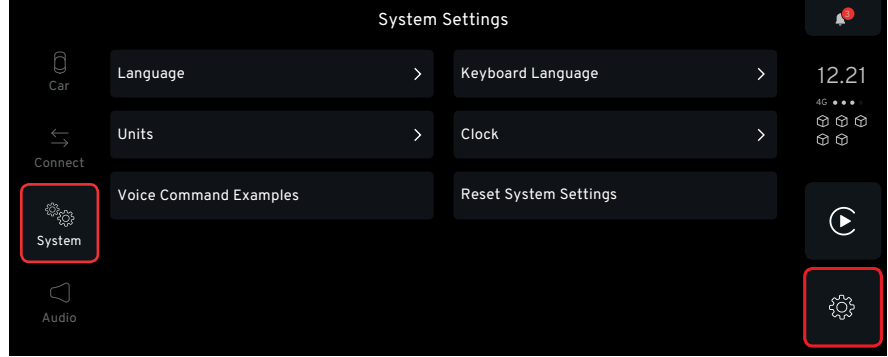 System Settings
3
Car
Language
Keyboard Language
12.21
4G
Units
Clock
Connect
Voice Command Examples
Reset System Settings
System
Audio